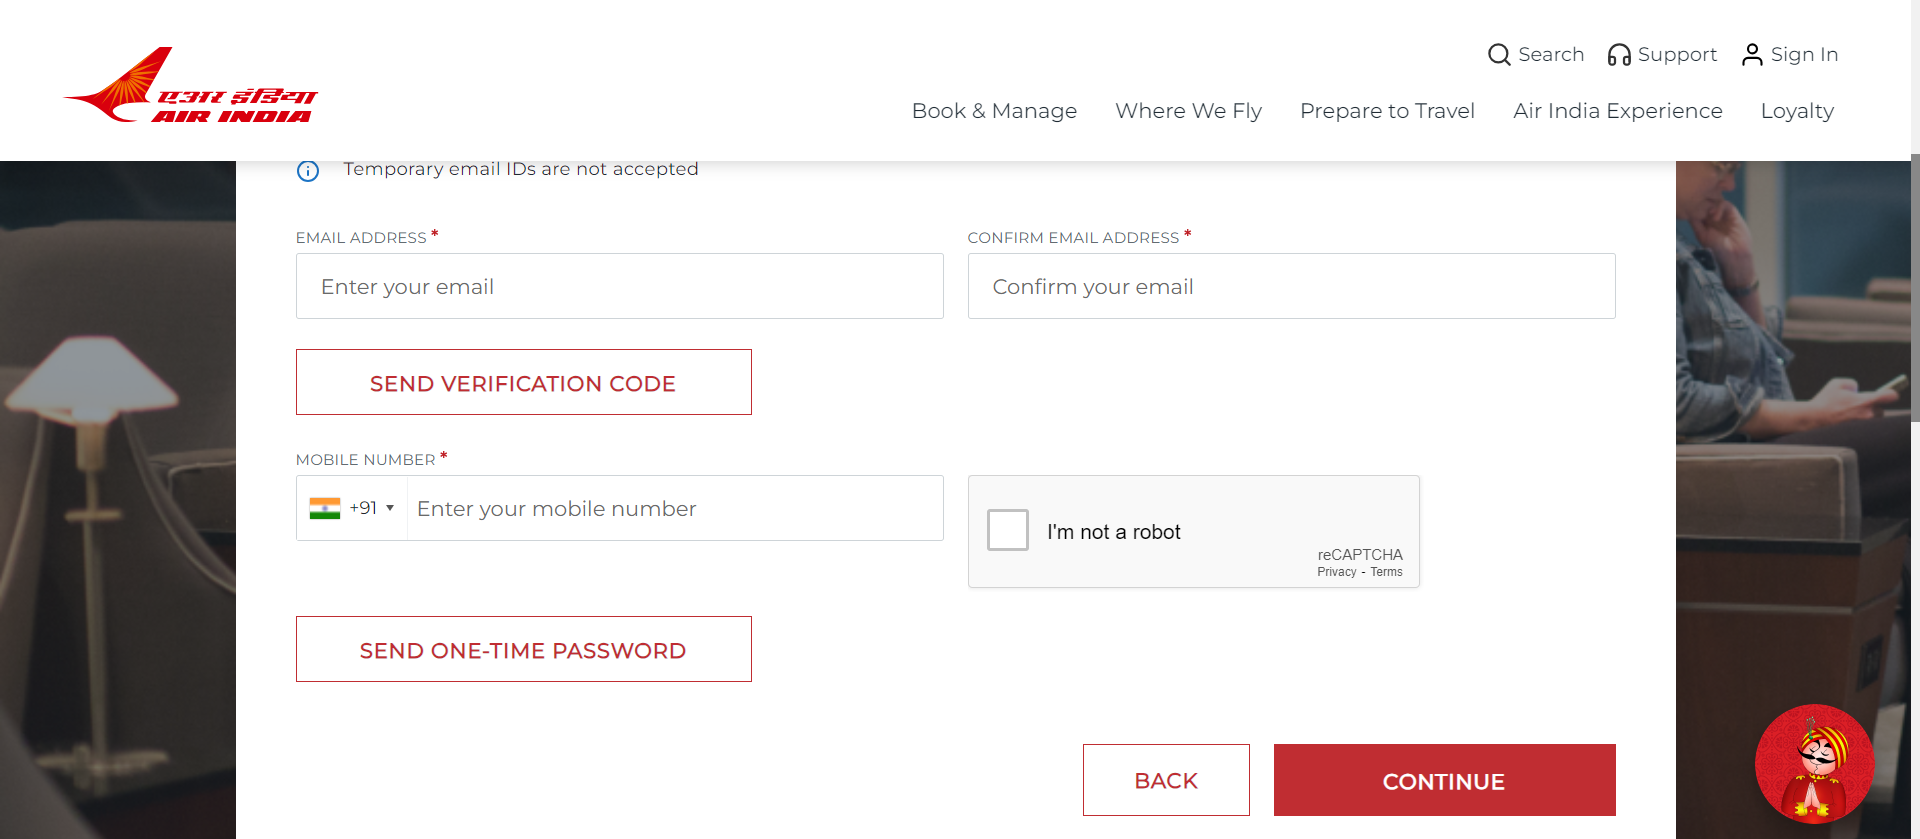 Search Support Sign In
एअर इंडिया
AIR INDIA
Book & Manage Where We Fly Prepare to Travel Air India Experience Loyalty
Temporary email IDs are not accepted
EMAIL ADDRESS *
Enter your email
CONFIRM EMAIL ADDRESS *
Confirm your email
SEND VERIFICATION CODE
MOBILE NUMBER *
+91 Enter your mobile number
I'm not a robot
reCAPTCHA
Privacy - Terms
SEND ONE-TIME PASSWORD
BACK
CONTINUE